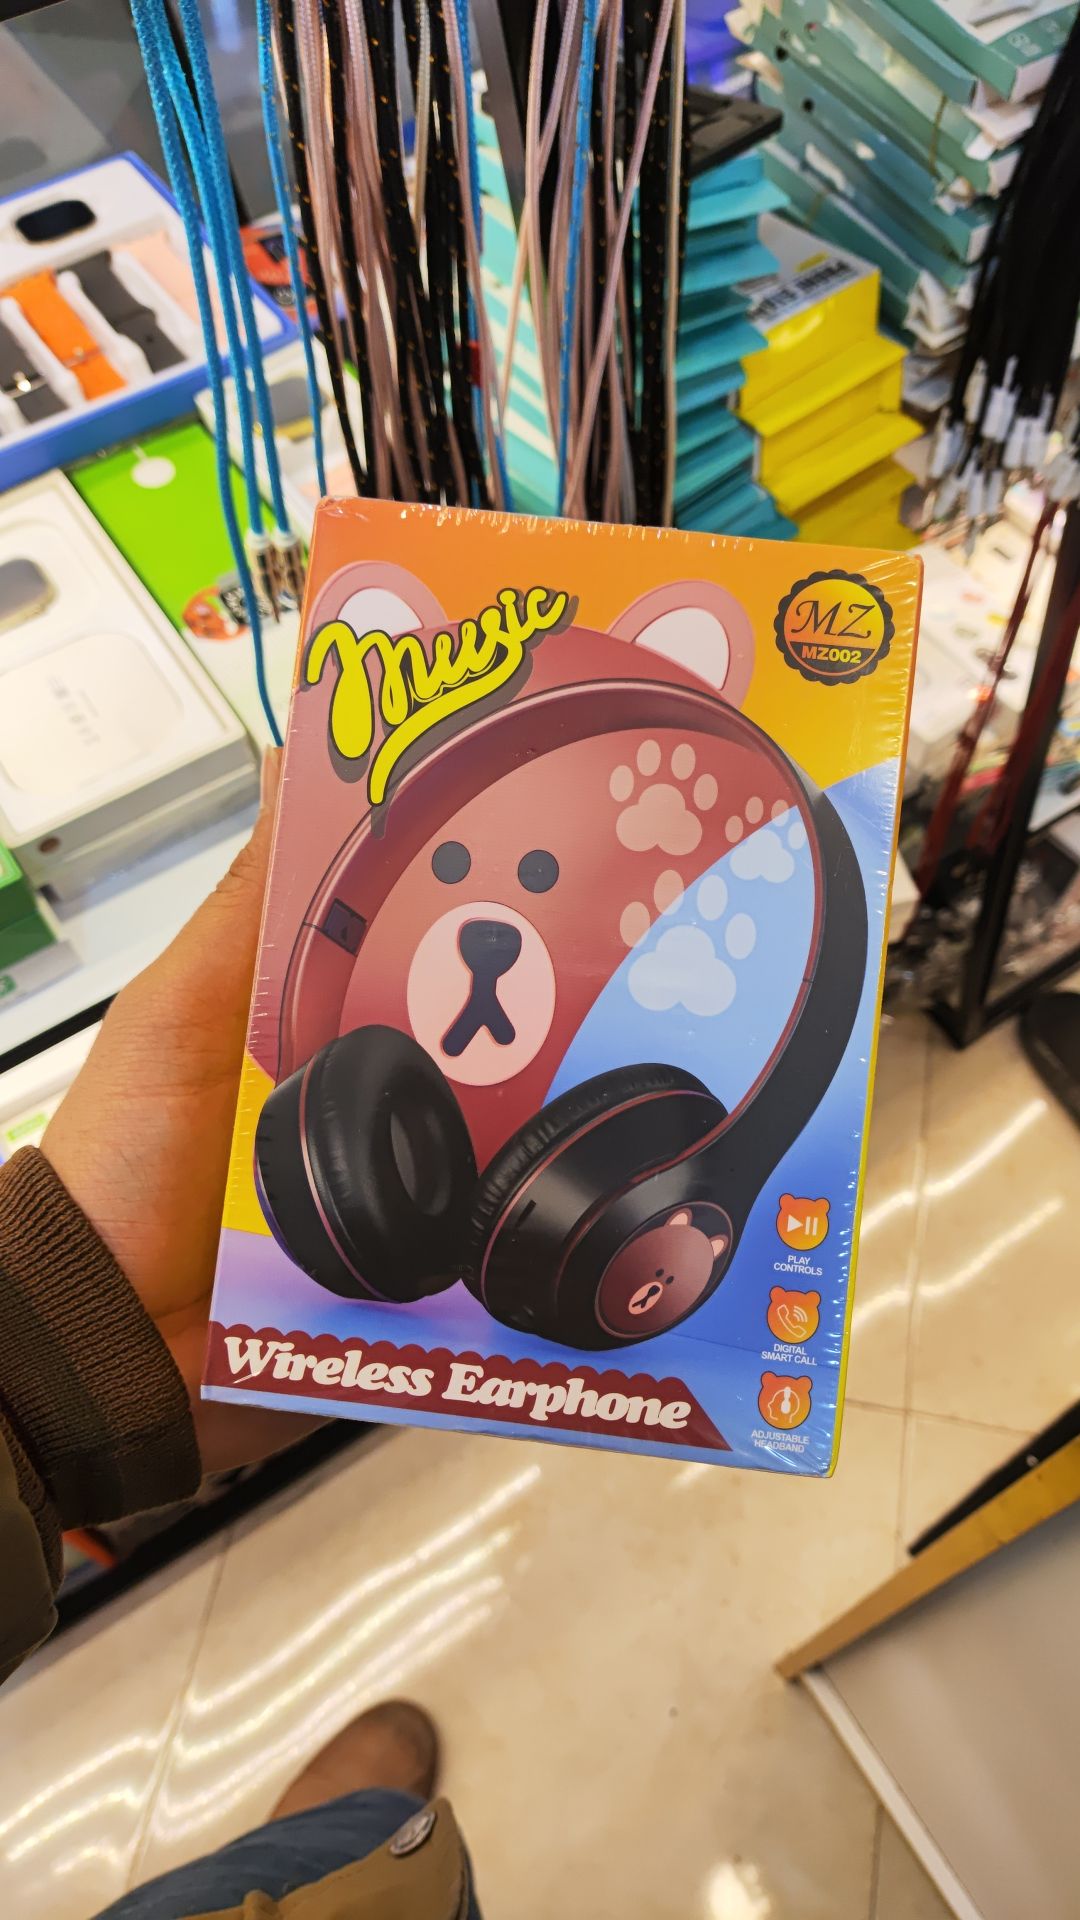 Music
MZ
MZ002
PLAY
CONTROLS
DIGITAL
SMART CALL
ADJUSTABLE
HEADBAND
Wireless Earphone